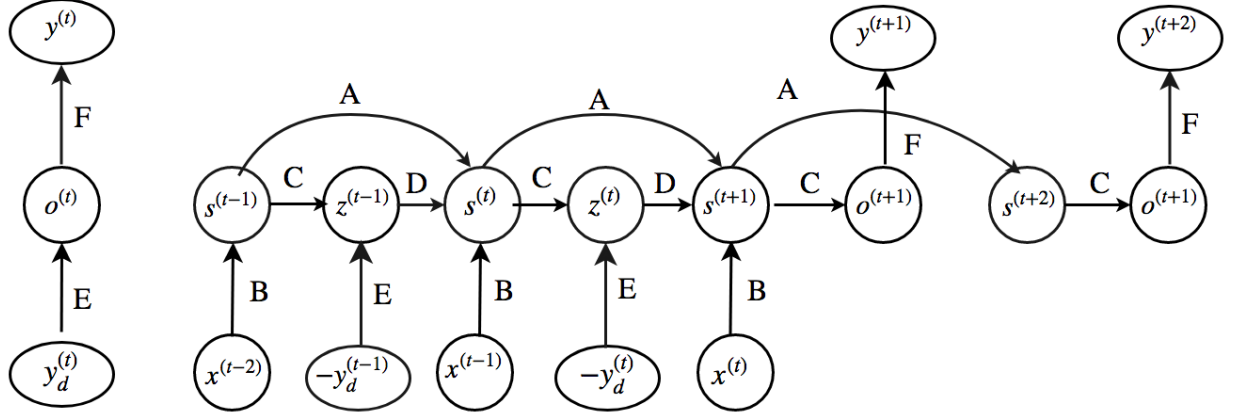 y^(t) y^(t+1) y^(t+2)
A A A
F F F
C D C D C C
o^(t) s^(t-1) z^(t-1) s^(t) z^(t) s^(t+1) o^(t+1) s^(t+2) o^(t+1)
E B E B E B
y_d^(t) x^(t-2) -y_d^(t-1) x^(t-1) -y_d^(t) x^(t)